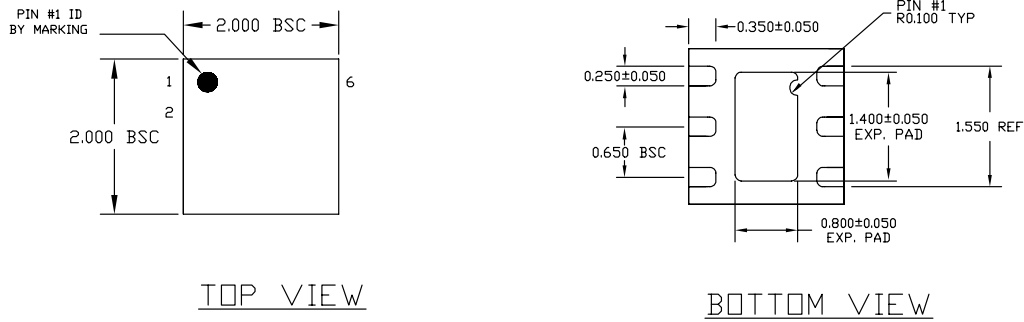 PIN #1 ID
BY MARKING
2.000 BSC
1
2
6
2.000 BSC
TOP VIEW
PIN #1
R0.100 TYP
0.350±0.050
0.250±0.050
0.650 BSC
1.400±0.050
EXP. PAD
1.550 REF
0.800±0.050
EXP. PAD
BOTTOM VIEW